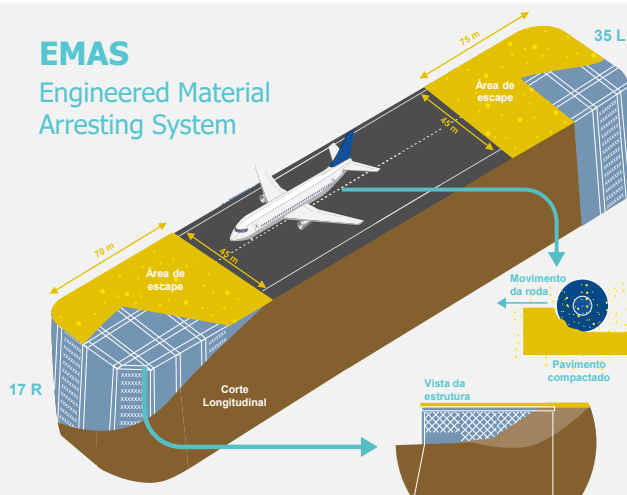 EMAS
Engineered Material
Arresting System
75 m
35 L
Área de
escape
45 m
70 m
45 m
Área de
escape
Movimento
da roda
Pavimento
compactado
17 R
Corte
Longitudinal
Vista da
estrutura